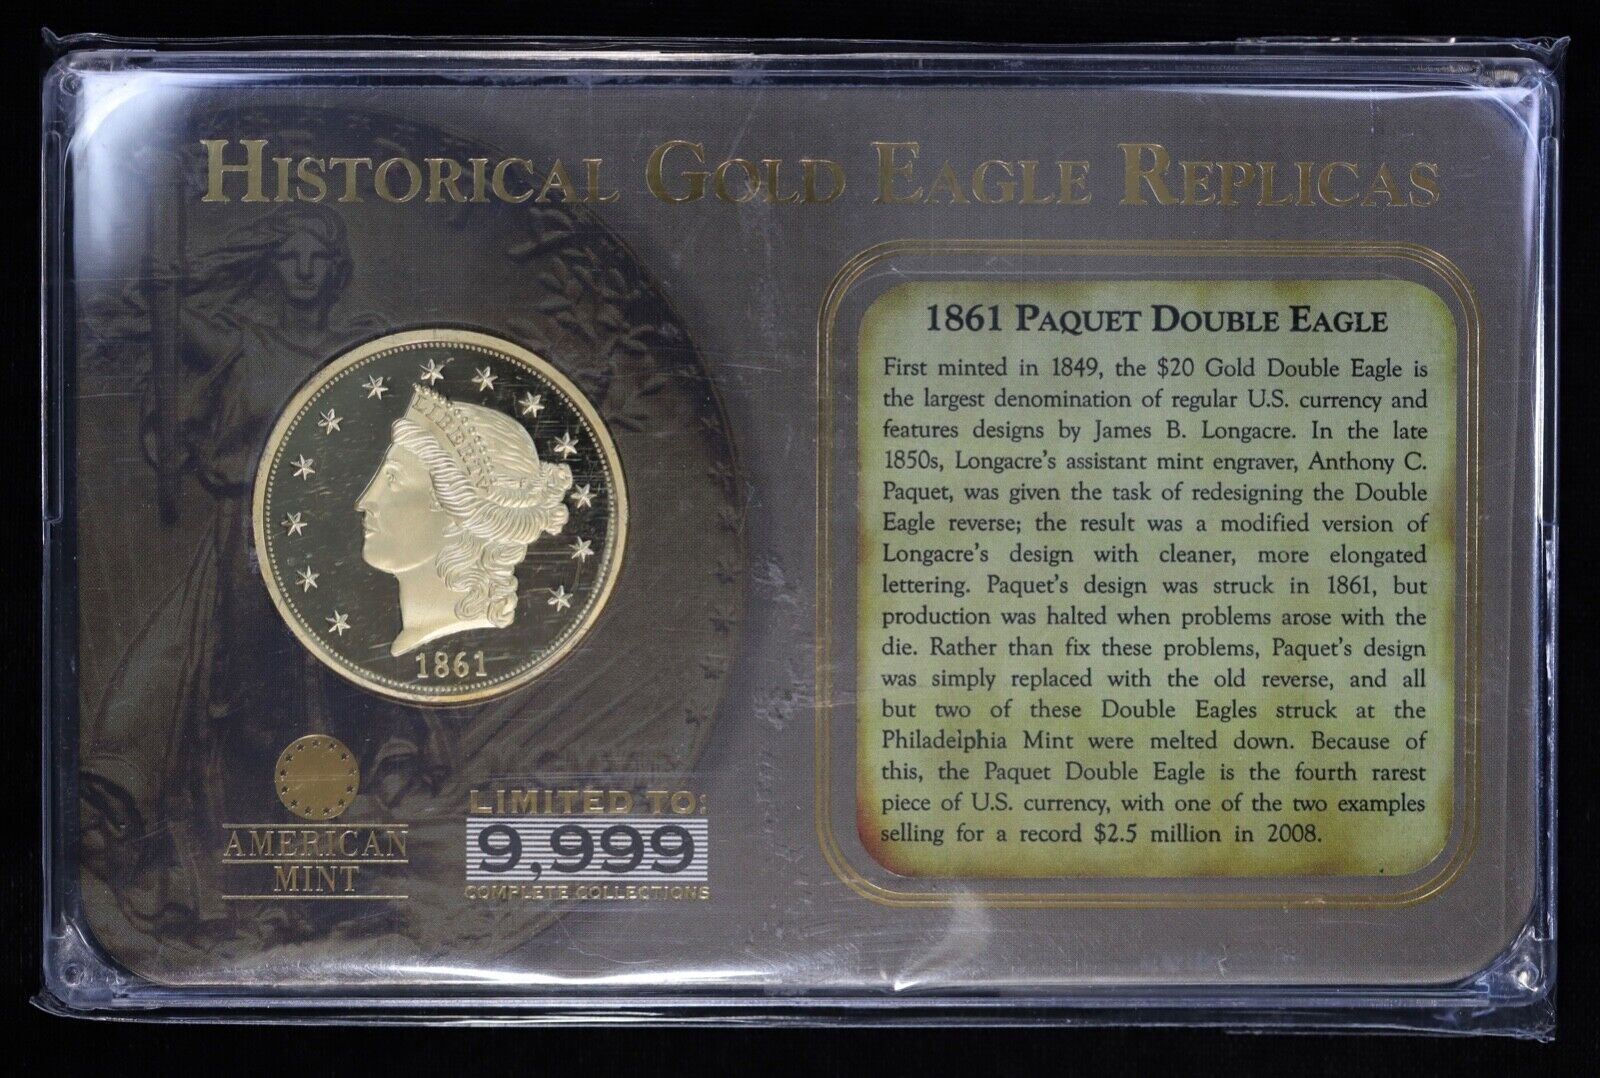 HISTORICAL GOLD EAGLE REPLICAS
LIBERTY
1861
AMERICAN
MINT
LIMITED TO:
9,999
COMPLETE COLLECTIONS
1861 PAQUET DOUBLE EAGLE
First minted in 1849, the $20 Gold Double Eagle is
the largest denomination of regular U.S. currency and
features designs by James B. Longacre. In the late
1850s, Longacre's assistant mint engraver, Anthony C.
Paquet, was given the task of redesigning the Double
Eagle reverse; the result was a modified version of
Longacre's design with cleaner, more elongated
lettering. Paquet's design was struck in 1861, but
production was halted when problems arose with the
die. Rather than fix these problems, Paquet's design
was simply replaced with the old reverse, and all
but two of these Double Eagles struck at the
Philadelphia Mint were melted down. Because of
this, the Paquet Double Eagle is the fourth rarest
piece of U.S. currency, with one of the two examples
selling for a record $2.5 million in 2008.